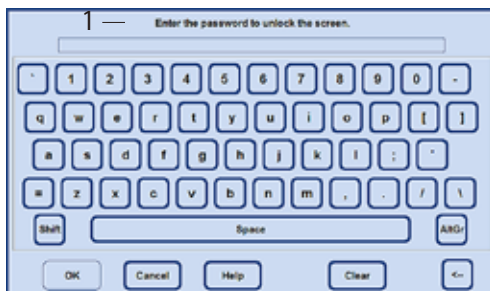 1 — Enter the password to unlock the screen.
` 1 2 3 4 5 6 7 8 9 0 -
q w e r t y u i o p [ ]
a s d f g h j k l ; '
= z x c v b n m , . / \
Shift Space AltGr
OK Cancel Help Clear <--